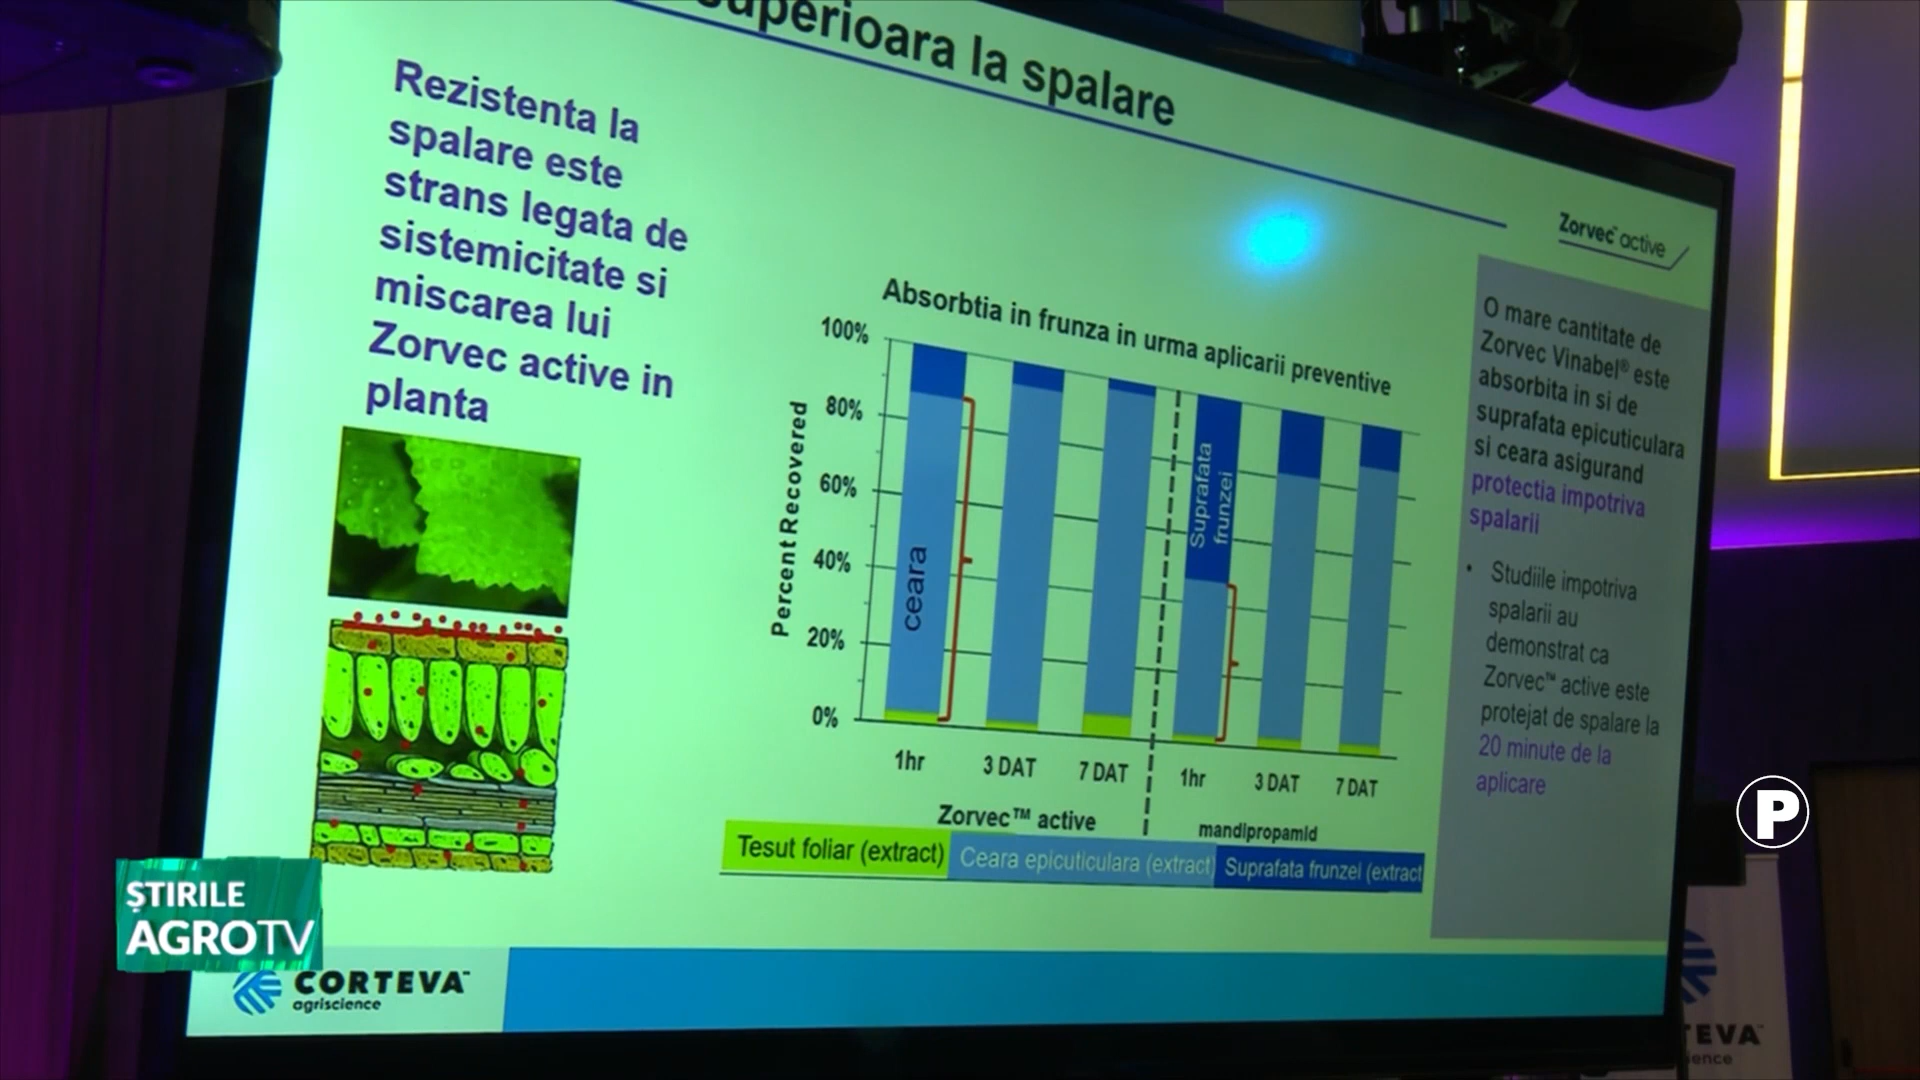 superioara la spalare
Rezistenta la
spalare este
strans legata de
sistemicitate si
miscarea lui
Zorvec active in
planta
Zorvec™ active
Absorbtia in frunza in urma aplicarii preventive
Percent Recovered
100%
80%
60%
40%
20%
0%
ceara
Suprafata
frunzei
1hr
3 DAT
7 DAT
1hr
3 DAT
7 DAT
Zorvec™ active
mandipropamid
Tesut foliar (extract)
Ceara epicuticulara (extract)
Suprafata frunzei (extract
O mare cantitate de
Zorvec Vinabel® este
absorbita in si de
suprafata epicuticulara
si ceara asigurand
protectia impotriva
spalarii
• Studiile impotriva
spalarii au
demonstrat ca
Zorvec™ active este
protejat de spalare la
20 minute de la
aplicare
P
ȘTIRILE
AGROTV
CORTEVA™
agriscience
TEVA™
ience